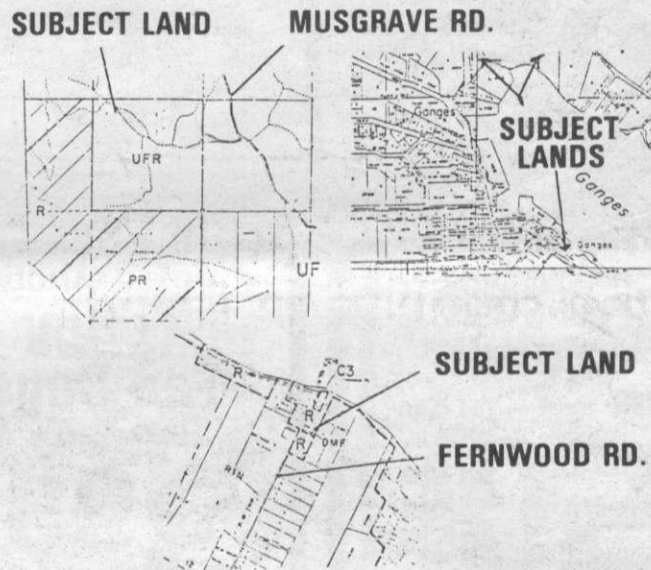 SUBJECT LAND
MUSGRAVE RD.
UFR
R
PR
UF
Ganges
SUBJECT
LANDS
Ganges
Ganges
SUBJECT LAND
FERNWOOD RD.
R
C3
R
R